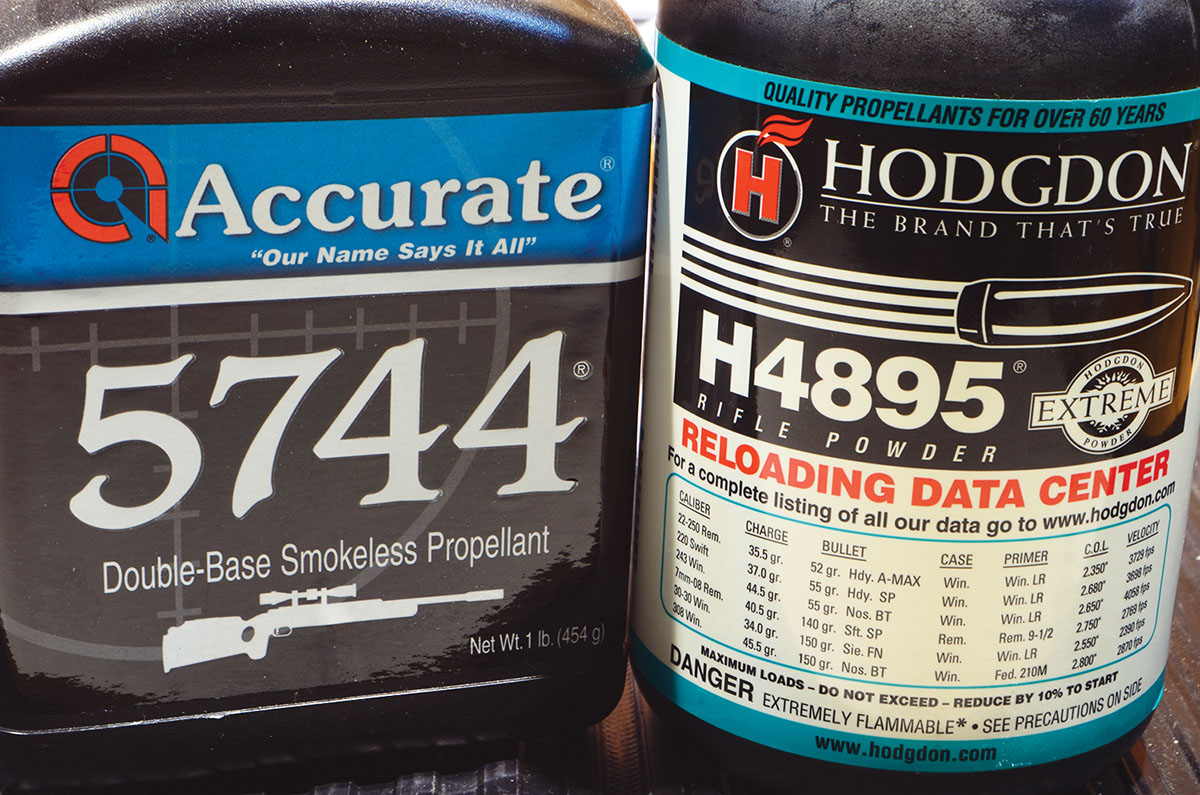 Accurate®
"Our Name Says It All"
5744®
Double-Base Smokeless Propellant
Net Wt. 1 lb. (454 g)
QUALITY PROPELLANTS FOR OVER 60 YEARS
H
®
HODGDON
THE BRAND THAT'S TRUE
H4895®
RIFLE POWDER
HODGDON
EXTREME
POWDER
RELOADING DATA CENTER
For a complete listing of all our data go to www.hodgdon.com
CALIBER CHARGE BULLET CASE PRIMER C.O.L VELOCITY
22-250 Rem. 35.5 gr. 52 gr. Hdy. A-MAX Win. Win. LR 2.350" 3729 fps
220 Swift 37.0 gr. 55 gr. Hdy. SP Win. Win. LR 2.680" 3698 fps
243 Win. 44.5 gr. 55 gr. Nos. BT Win. Win. LR 2.650" 4058 fps
7mm-08 Rem. 40.5 gr. 140 gr. Sft. SP Rem. Rem. 9-1/2 2.750" 2769 fps
30-30 Win. 34.0 gr. 150 gr. Sie. FN Win. Win. LR 2.550" 2390 fps
308 Win. 45.5 gr. 150 gr. Nos. BT Win. Fed. 210M 2.800" 2870 fps
MAXIMUM LOADS – DO NOT EXCEED – REDUCE BY 10% TO START
DANGER EXTREMELY FLAMMABLE* • SEE PRECAUTIONS ON SIDE
www.hodgdon.com